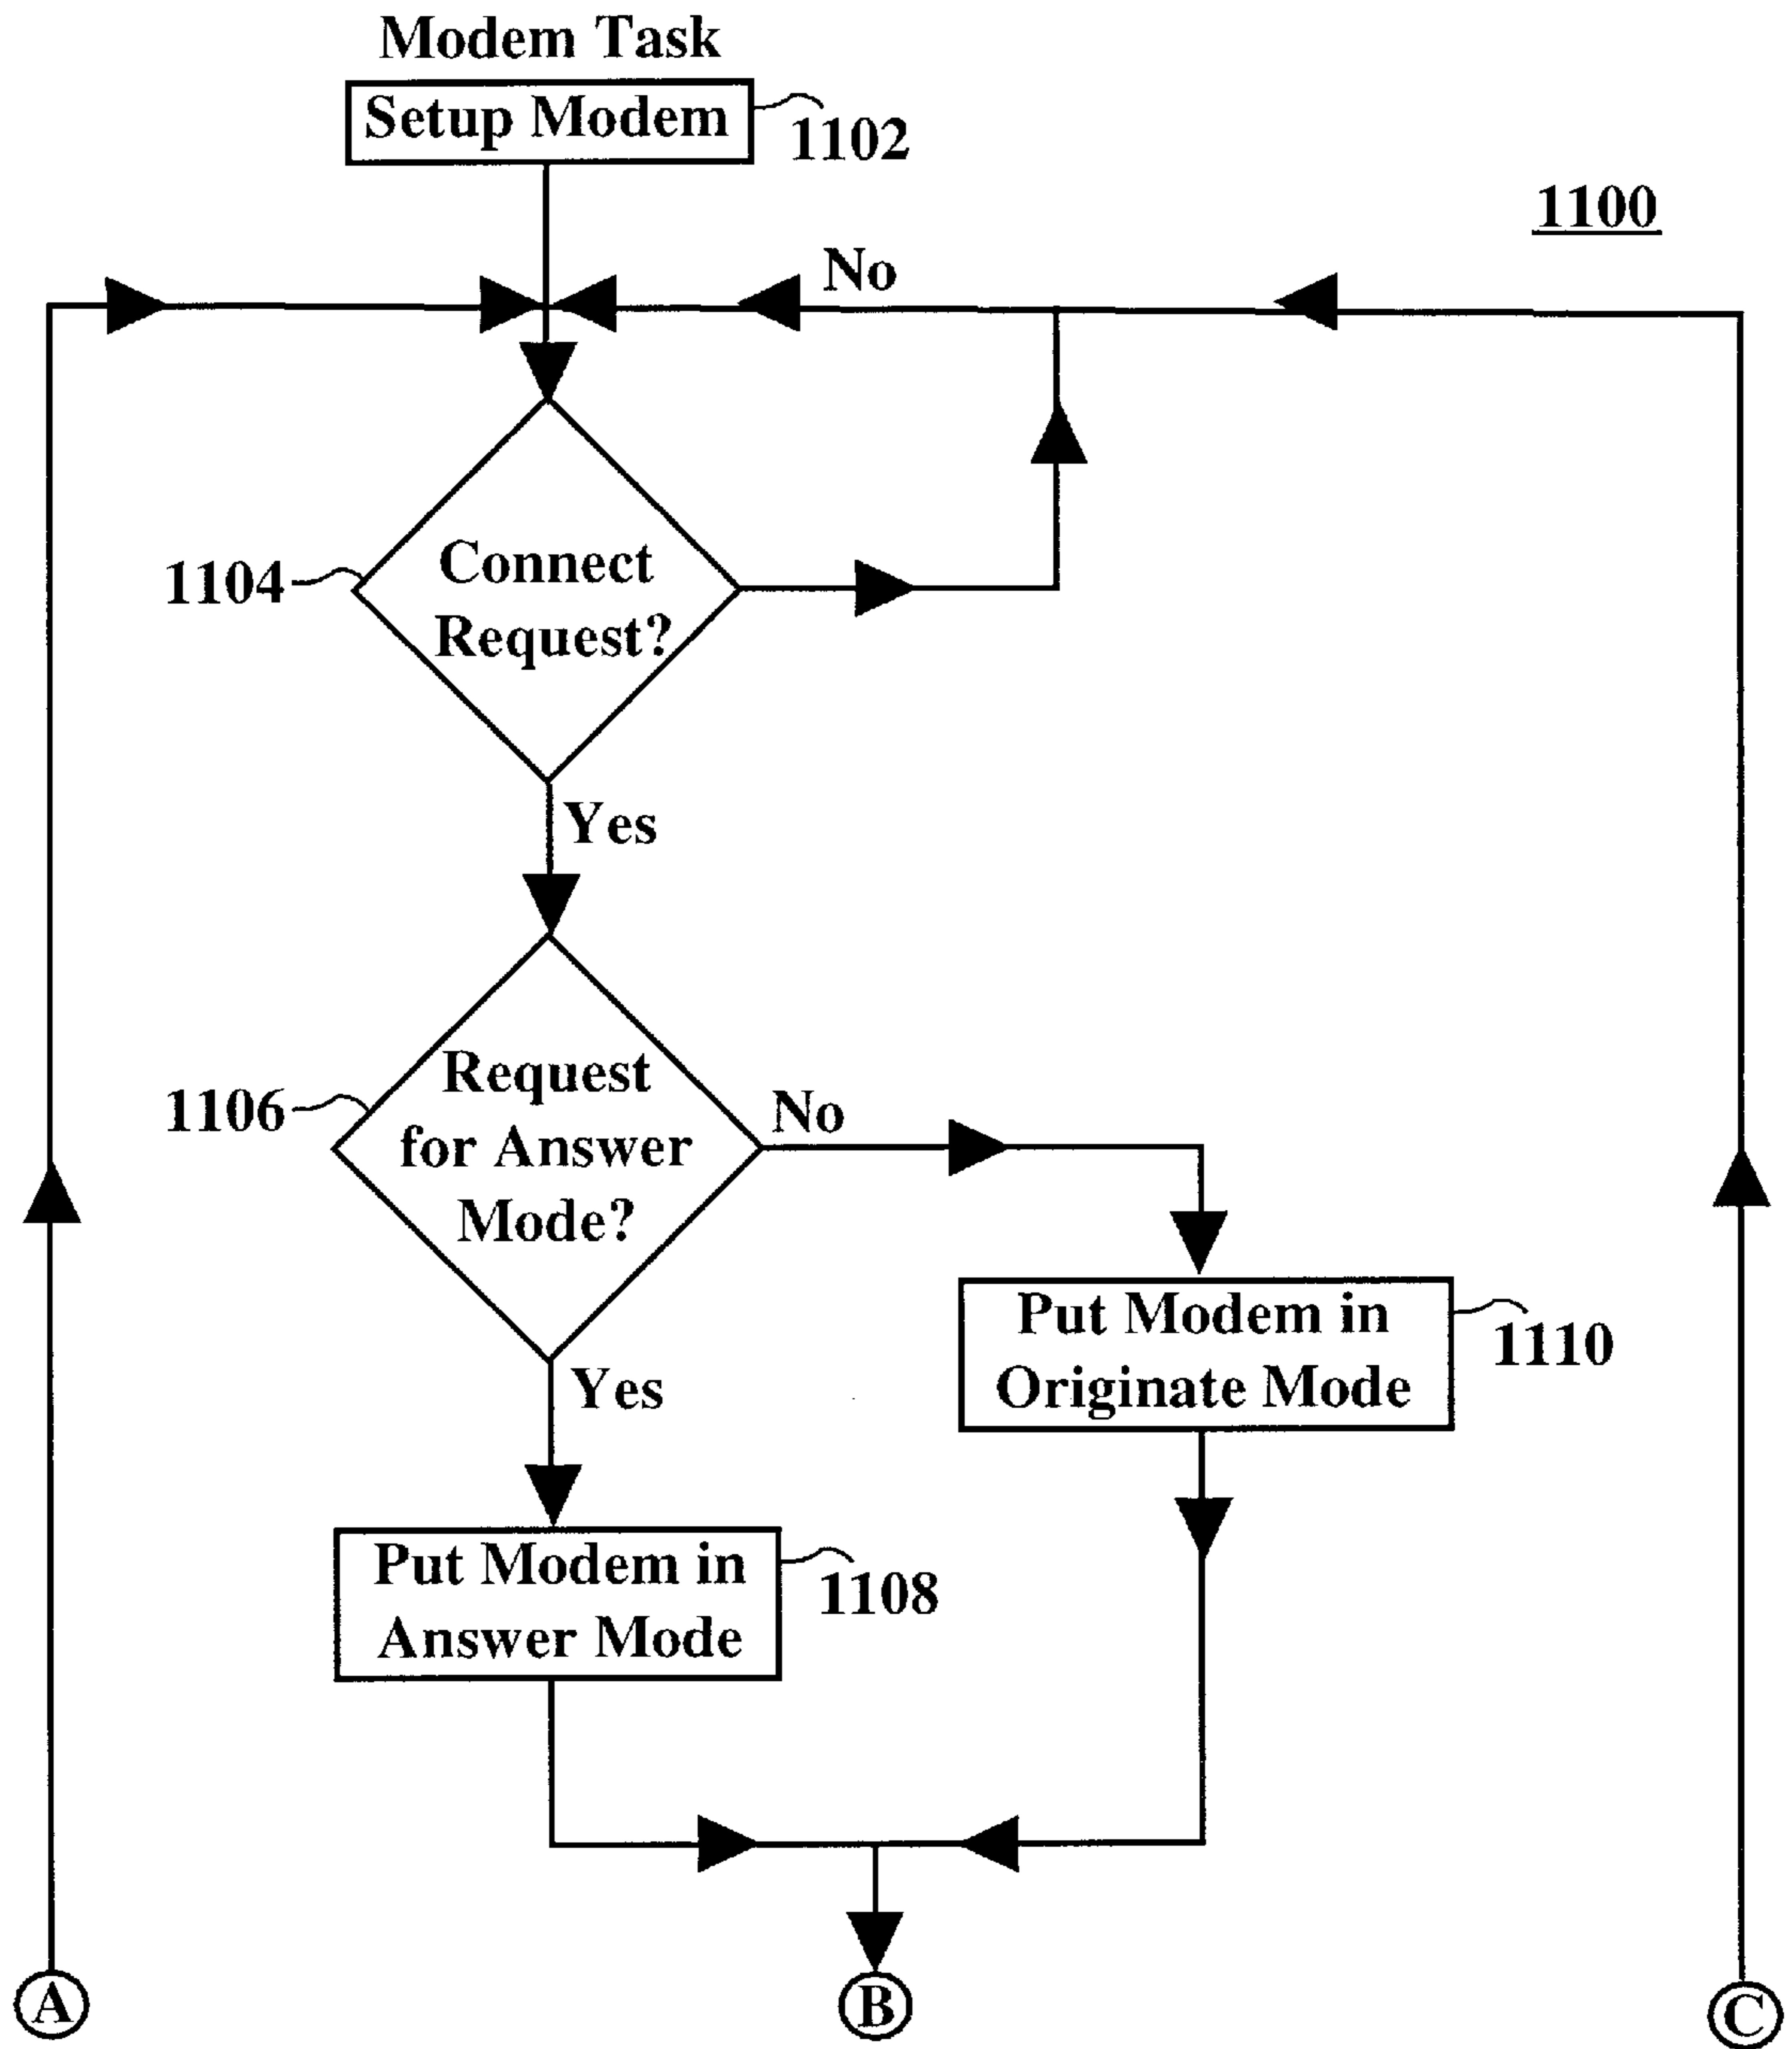 Modem Task
Setup Modem
1102
1100
No
1104
Connect
Request?
Yes
1106
Request
for Answer
Mode?
No
Put Modem in
Originate Mode
1110
Yes
Put Modem in
Answer Mode
1108
A
B
C